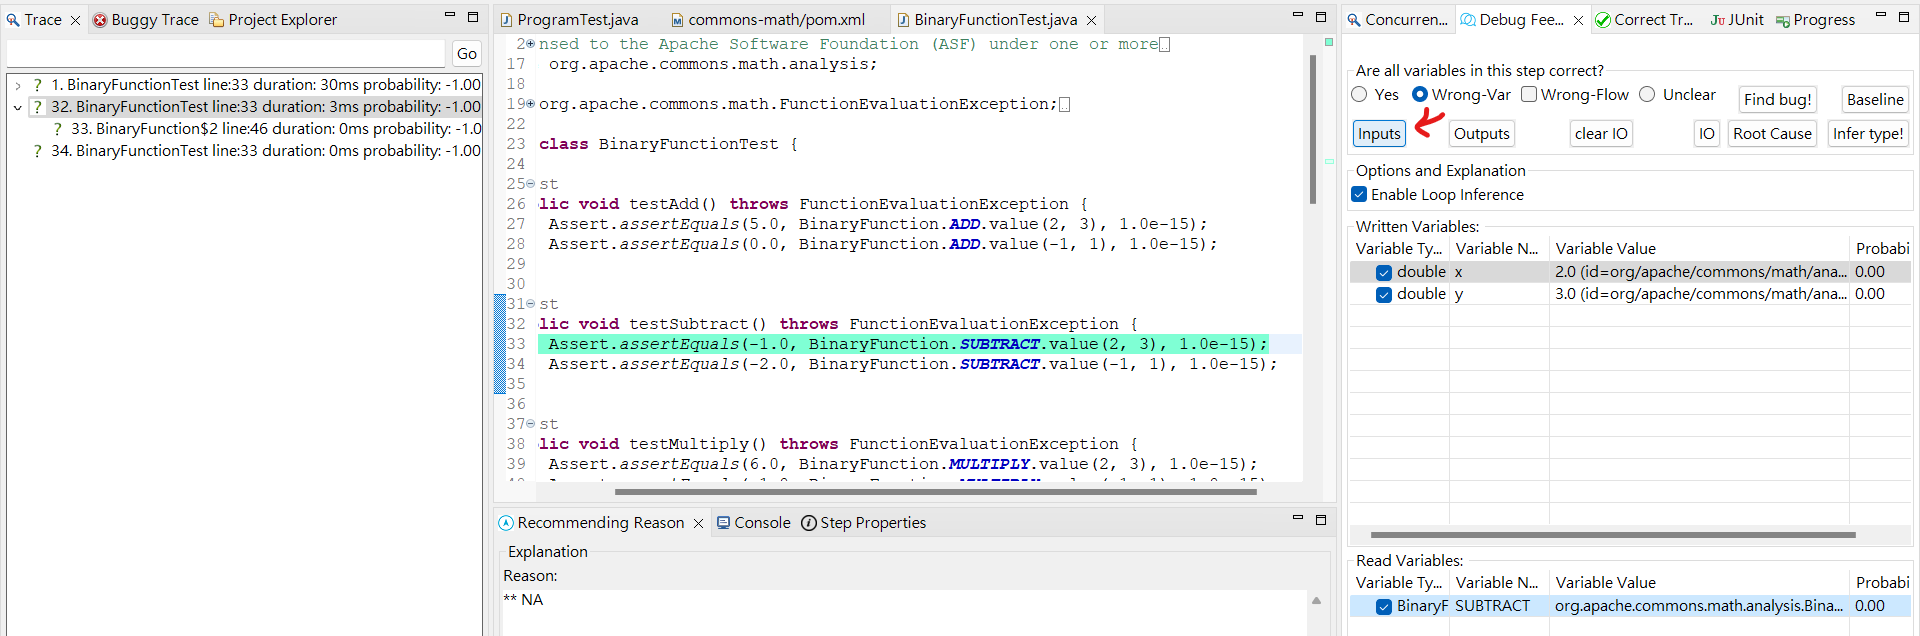 Trace
Buggy Trace
Project Explorer
Go
1. BinaryFunctionTest line:33 duration: 30ms probability: -1.00
32. BinaryFunctionTest line:33 duration: 3ms probability: -1.00
33. BinaryFunction$2 line:46 duration: 0ms probability: -1.0
34. BinaryFunctionTest line:33 duration: 0ms probability: -1.00
ProgramTest.java
commons-math/pom.xml
BinaryFunctionTest.java
2 nsed to the Apache Software Foundation (ASF) under one or more
17 org.apache.commons.math.analysis;
18
19 org.apache.commons.math.FunctionEvaluationException;
22
23 class BinaryFunctionTest {
24
25 st
26 lic void testAdd() throws FunctionEvaluationException {
27 Assert.assertEquals(5.0, BinaryFunction.ADD.value(2, 3), 1.0e-15);
28 Assert.assertEquals(0.0, BinaryFunction.ADD.value(-1, 1), 1.0e-15);
29
30
31 st
32 lic void testSubtract() throws FunctionEvaluationException {
33 Assert.assertEquals(-1.0, BinaryFunction.SUBTRACT.value(2, 3), 1.0e-15);
34 Assert.assertEquals(-2.0, BinaryFunction.SUBTRACT.value(-1, 1), 1.0e-15);
35
36
37 st
38 lic void testMultiply() throws FunctionEvaluationException {
39 Assert.assertEquals(6.0, BinaryFunction.MULTIPLY.value(2, 3), 1.0e-15);
Recommending Reason
Console
Step Properties
Explanation
Reason:
** NA
Concurren...
Debug Fee...
Correct Tr...
JUnit
Progress
Are all variables in this step correct?
Yes
Wrong-Var
Wrong-Flow
Unclear
Find bug!
Baseline
Inputs
Outputs
clear IO
IO
Root Cause
Infer type!
Options and Explanation
Enable Loop Inference
Written Variables:
Variable Ty... Variable N... Variable Value Probabi
double x 2.0 (id=org/apache/commons/math/ana... 0.00
double y 3.0 (id=org/apache/commons/math/ana... 0.00
Read Variables:
Variable Ty... Variable N... Variable Value Probabi
BinaryF SUBTRACT org.apache.commons.math.analysis.Bina... 0.00